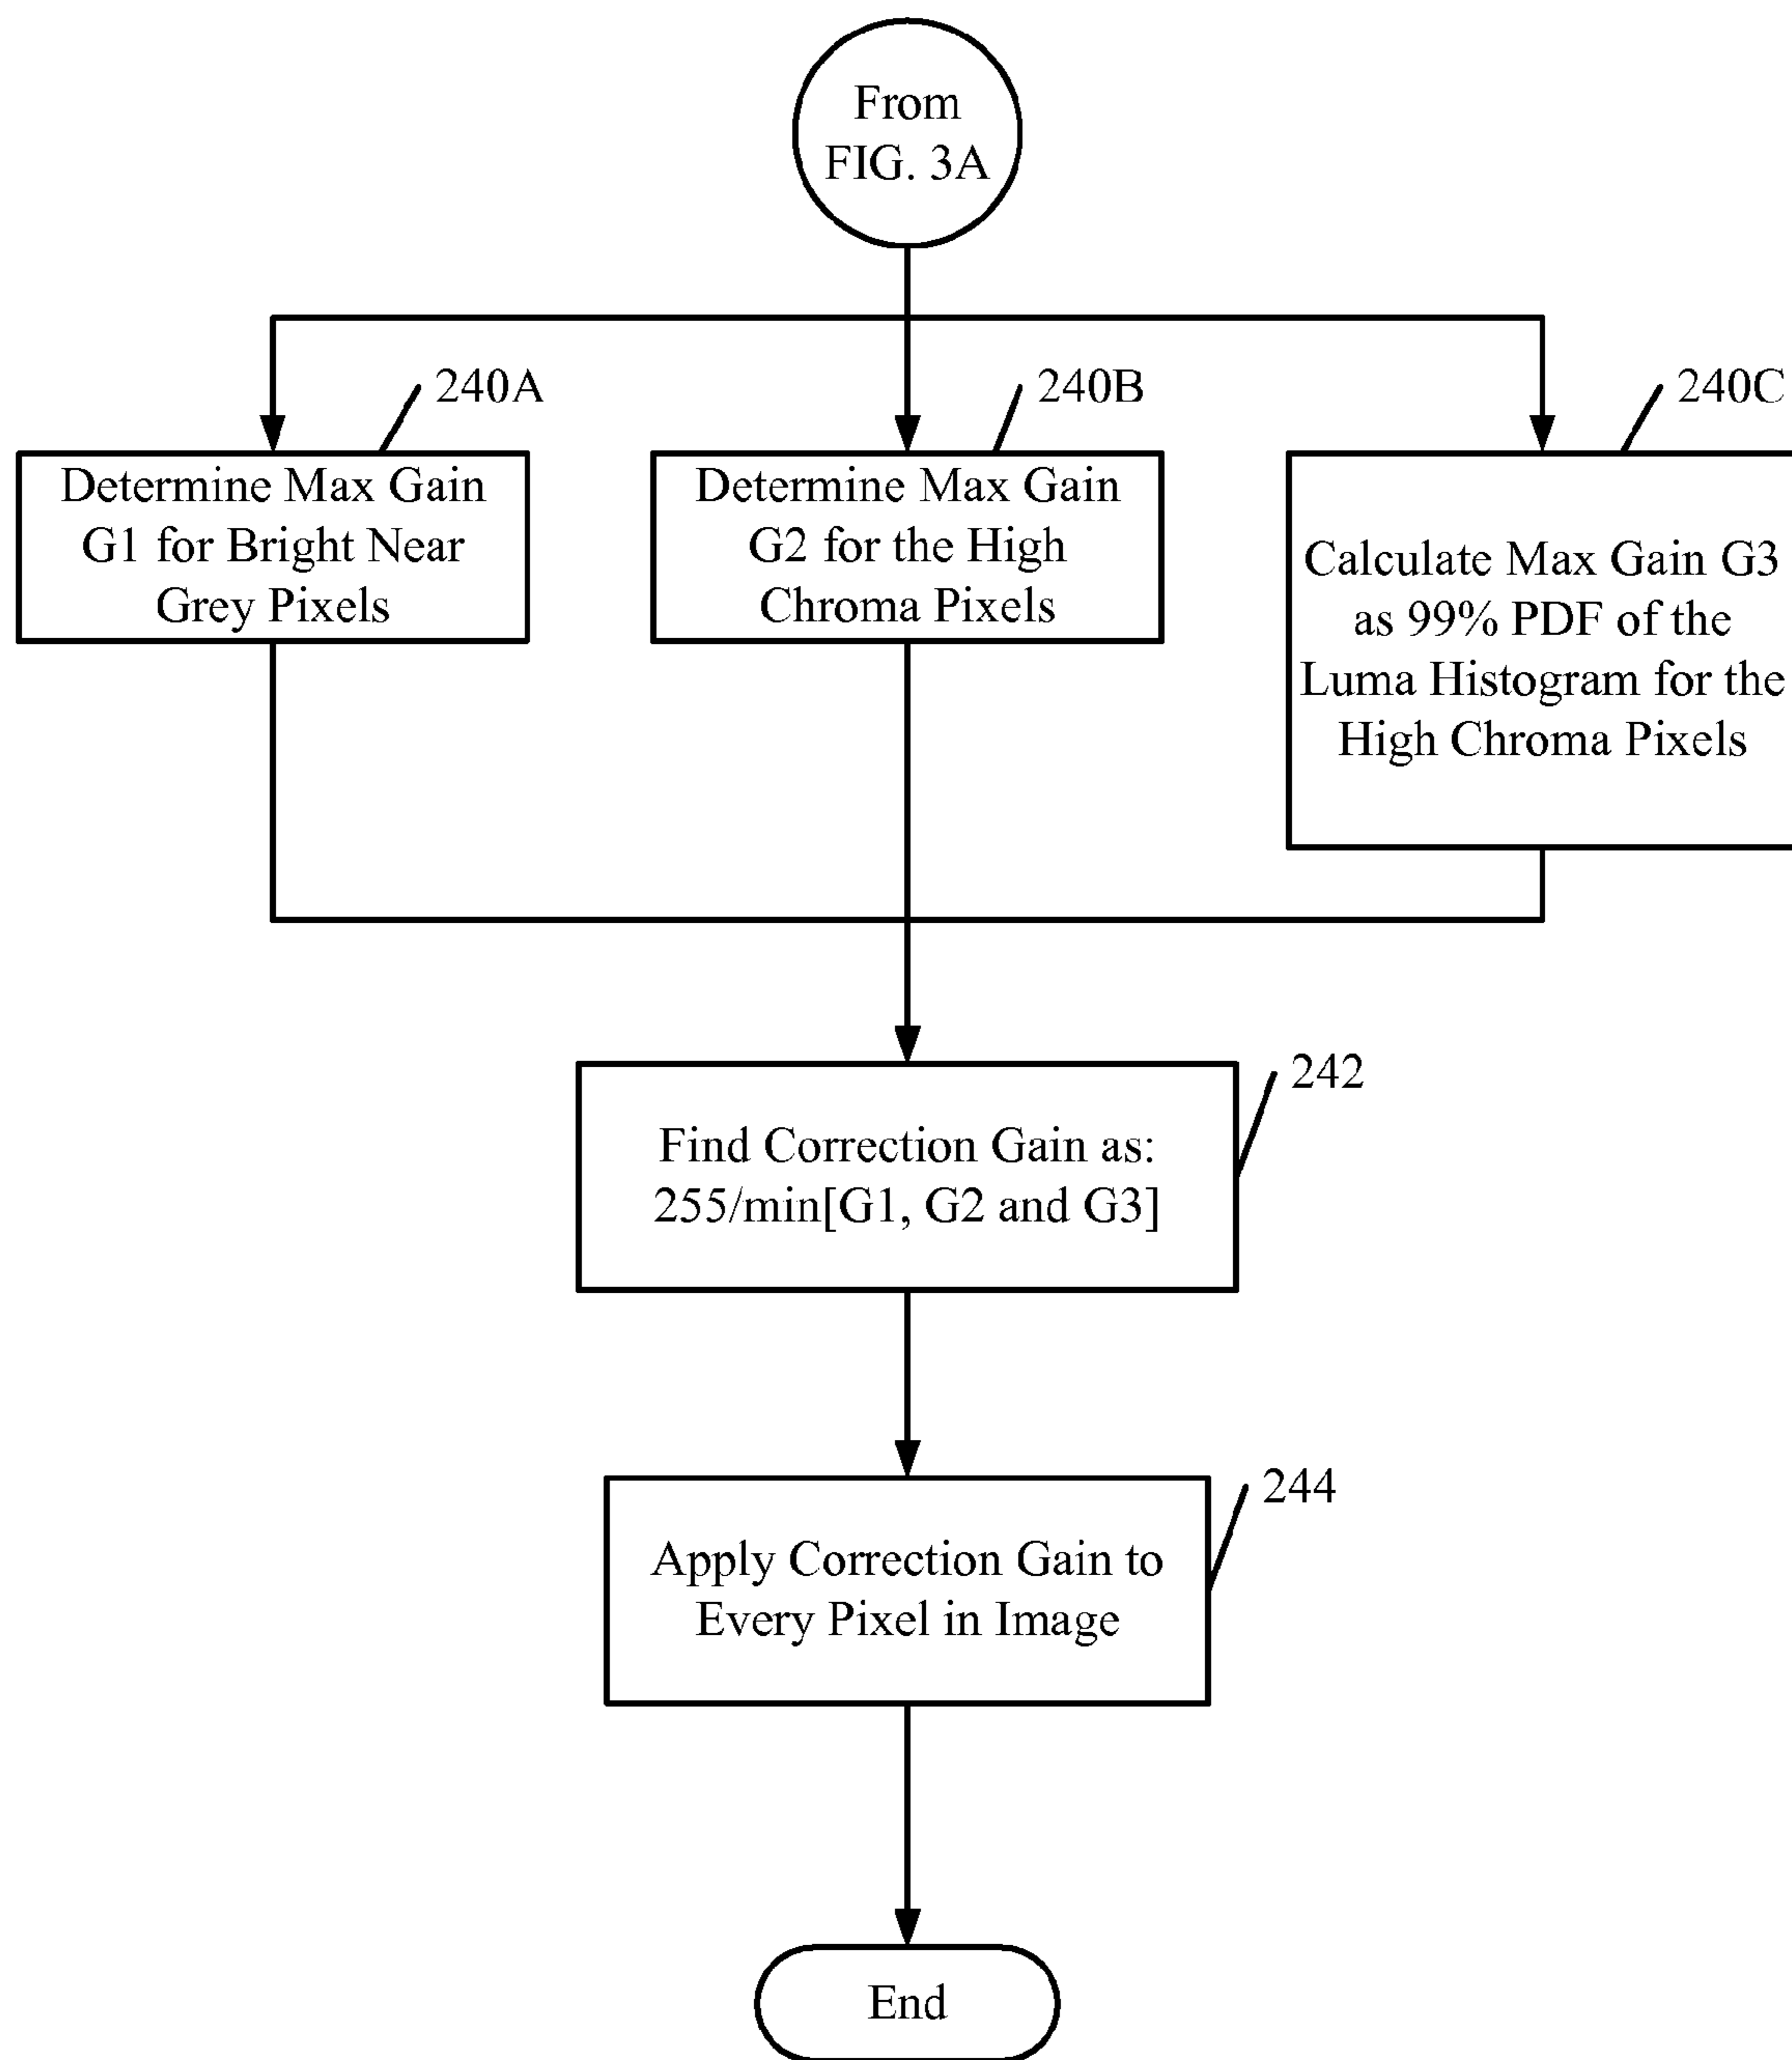 From
FIG. 3A
240A
240B
240C
Determine Max Gain
G1 for Bright Near
Grey Pixels
Determine Max Gain
G2 for the High
Chroma Pixels
Calculate Max Gain G3
as 99% PDF of the
Luma Histogram for the
High Chroma Pixels
242
Find Correction Gain as:
255/min[G1, G2 and G3]
244
Apply Correction Gain to
Every Pixel in Image
End